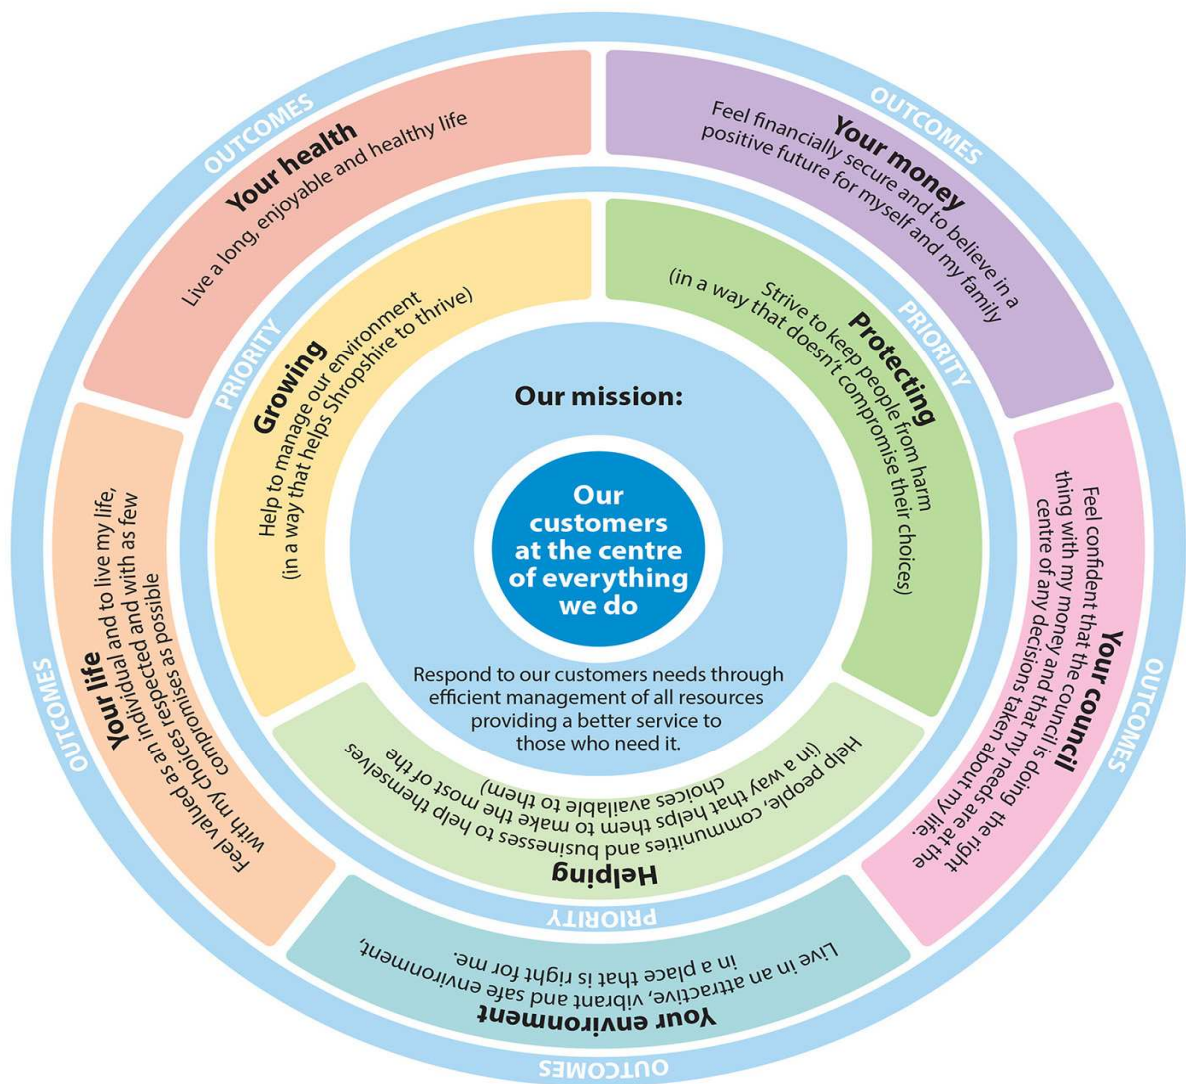 OUTCOMES
Your health
Live a long, enjoyable and healthy life
OUTCOMES
Your money
Feel financially secure and to believe in a
positive future for myself and my family
OUTCOMES
Your council
Feel confident that the council is doing the right
thing with my money and that my needs are at the
centre of any decisions taken about my life.
OUTCOMES
Your environment
Live in an attractive, vibrant and safe environment,
in a place that is right for me.
OUTCOMES
Your life
Feel valued as an individual and to live my life,
with my choices respected and with as few
compromises as possible
PRIORITY
Growing
Help to manage our environment
(in a way that helps Shropshire to thrive)
PRIORITY
Protecting
Strive to keep people from harm
(in a way that doesn't compromise their choices)
PRIORITY
Helping
Help people, communities and businesses to help themselves
(in a way that helps them to make the most of the
choices available to them)
Our mission:
Our
customers
at the centre
of everything
we do
Respond to our customers needs through
efficient management of all resources
providing a better service to
those who need it.